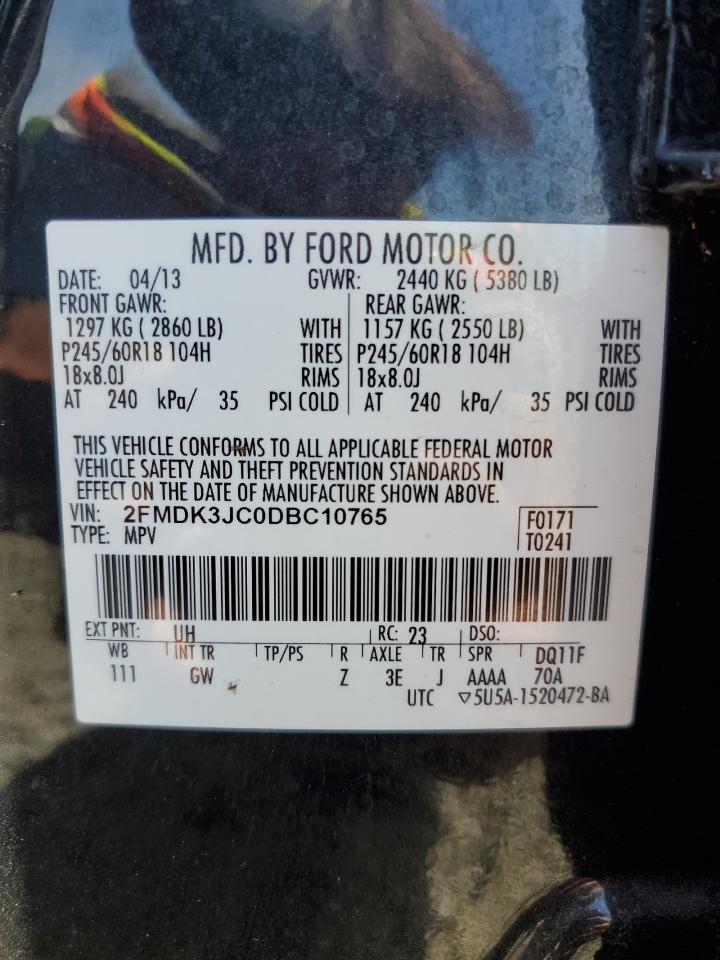 MFD. BY FORD MOTOR CO.
DATE: 04/13 GVWR: 2440 KG ( 5380 LB)
FRONT GAWR: REAR GAWR:
1297 KG ( 2860 LB) WITH 1157 KG ( 2550 LB) WITH
P245/60R18 104H TIRES P245/60R18 104H TIRES
18x8.0J RIMS 18x8.0J RIMS
AT 240 kPa/ 35 PSI COLD AT 240 kPa/ 35 PSI COLD
THIS VEHICLE CONFORMS TO ALL APPLICABLE FEDERAL MOTOR
VEHICLE SAFETY AND THEFT PREVENTION STANDARDS IN
EFFECT ON THE DATE OF MANUFACTURE SHOWN ABOVE.
VIN: 2FMDK3JC0DBC10765 F0171
TYPE: MPV T0241
EXT PNT: UH RC: 23 DSO:
WB INT TR TP/PS R AXLE TR SPR DQ11F
111 GW Z 3E J AAAA 70A
UTC ▽5U5A-1520472-BA